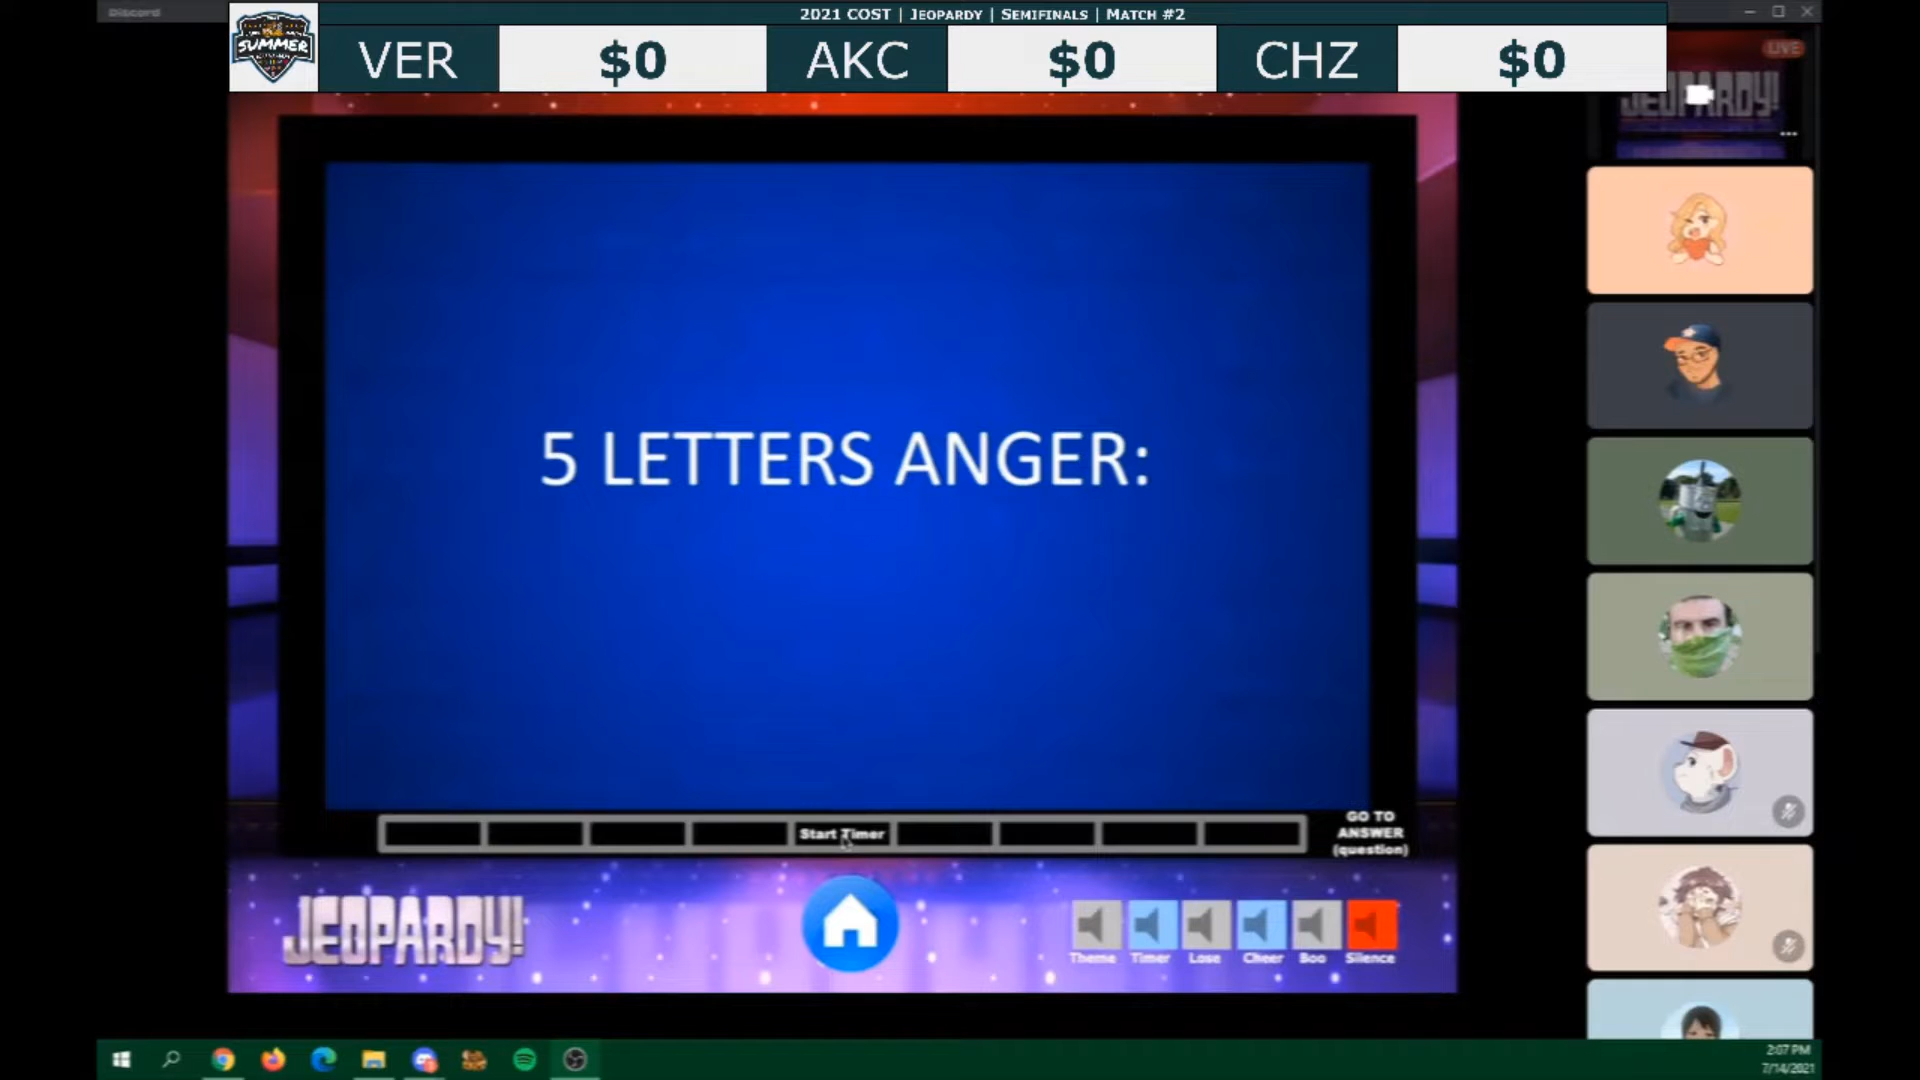 Discord
2021 COST | JEOPARDY | SEMIFINALS | MATCH #2
SUMMER
VER $0 AKC $0 CHZ $0
LIVE
JEOPARDY!
5 LETTERS ANGER:
Start Timer
GO TO
ANSWER
(question)
JEOPARDY!
Theme Timer Lose Cheer Boo Silence
2:07 PM
7/14/2021